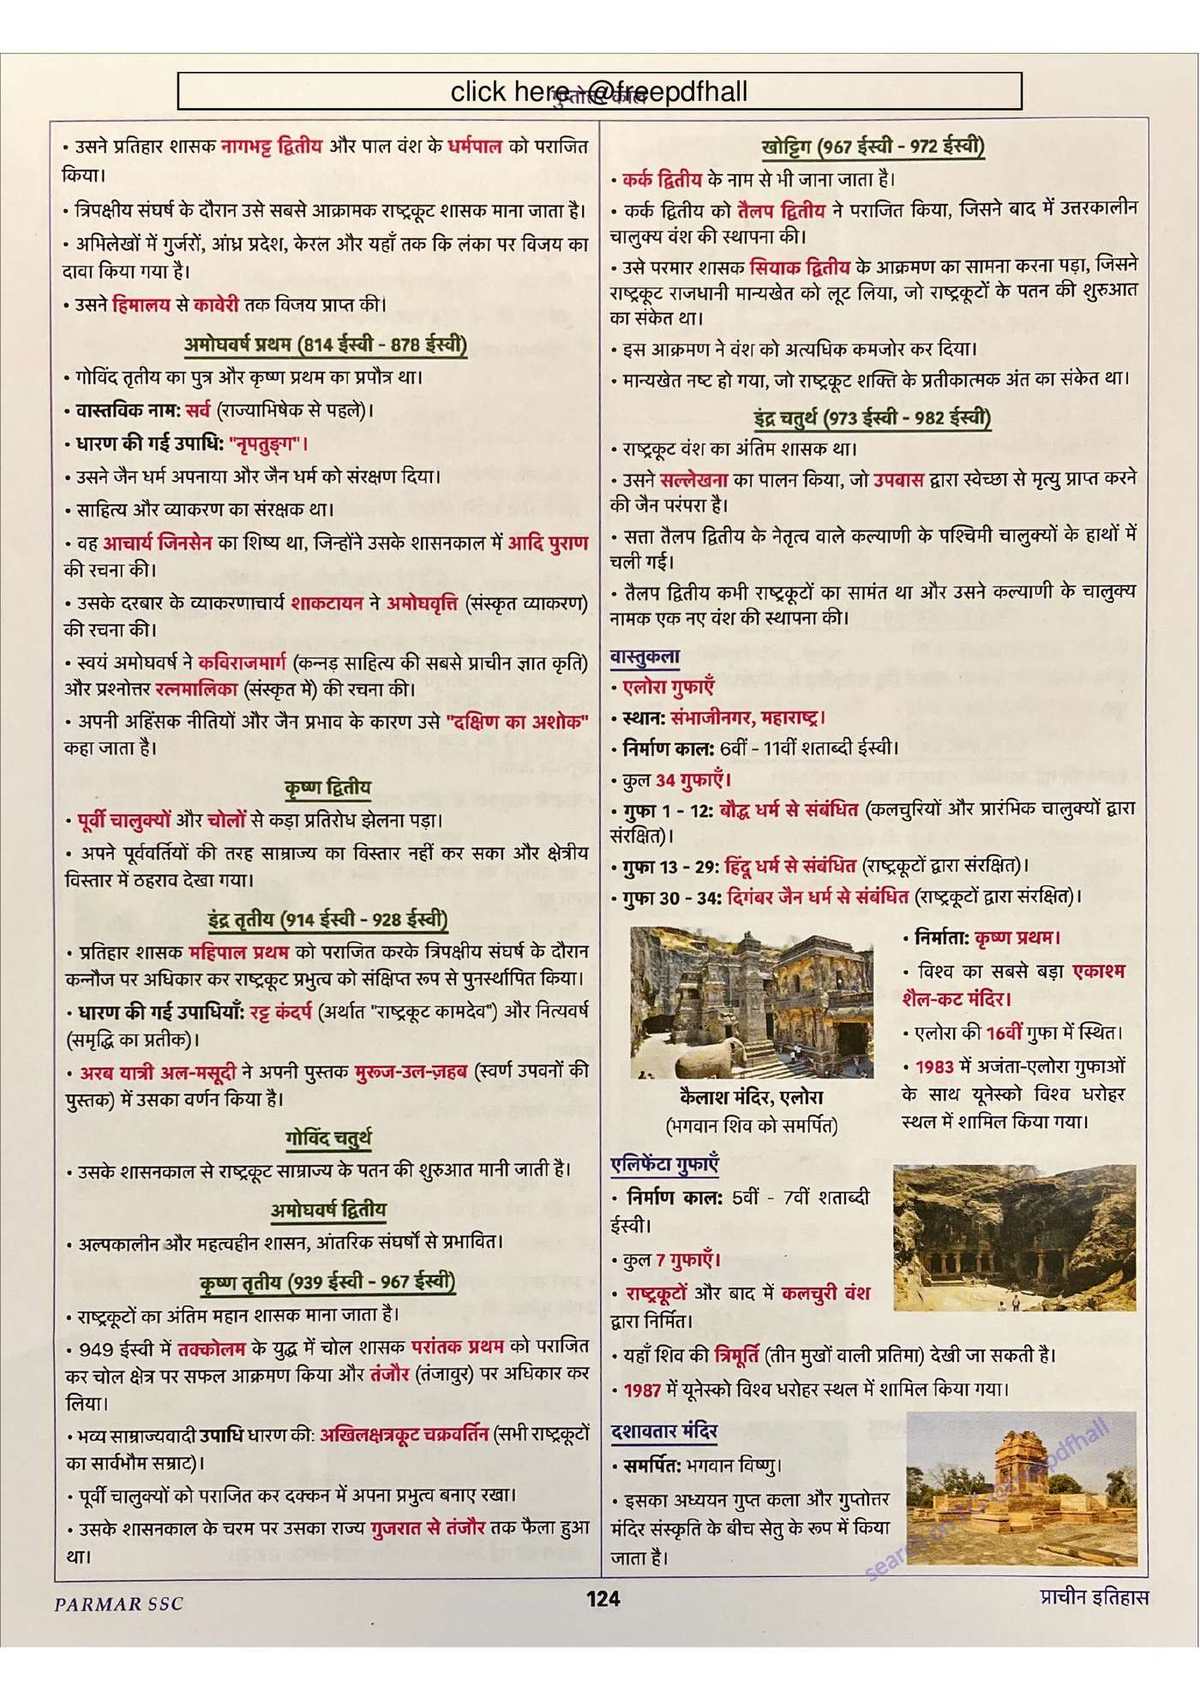 click here - @freepdfhall
गुप्तोत्तर काल
• उसने प्रतिहार शासक नागभट्ट द्वितीय और पाल वंश के धर्मपाल को पराजित
किया।
• त्रिपक्षीय संघर्ष के दौरान उसे सबसे आक्रामक राष्ट्रकूट शासक माना जाता है।
• अभिलेखों में गुर्जरों, आंध्र प्रदेश, केरल और यहाँ तक कि लंका पर विजय का
दावा किया गया है।
• उसने हिमालय से कावेरी तक विजय प्राप्त की।
अमोघवर्ष प्रथम (814 ईस्वी - 878 ईस्वी)
• गोविंद तृतीय का पुत्र और कृष्ण प्रथम का प्रपौत्र था।
• वास्तविक नाम: सर्व (राज्याभिषेक से पहले)।
• धारण की गई उपाधि: "नृपतुङ्ग"।
• उसने जैन धर्म अपनाया और जैन धर्म को संरक्षण दिया।
• साहित्य और व्याकरण का संरक्षक था।
• वह आचार्य जिनसेन का शिष्य था, जिन्होंने उसके शासनकाल में आदि पुराण
की रचना की।
• उसके दरबार के व्याकरणाचार्य शाकटायन ने अमोघवृत्ति (संस्कृत व्याकरण)
की रचना की।
• स्वयं अमोघवर्ष ने कविराजमार्ग (कन्नड़ साहित्य की सबसे प्राचीन ज्ञात कृति)
और प्रश्नोत्तर रत्नमालिका (संस्कृत में) की रचना की।
• अपनी अहिंसक नीतियों और जैन प्रभाव के कारण उसे "दक्षिण का अशोक"
कहा जाता है।
कृष्ण द्वितीय
• पूर्वी चालुक्यों और चोलों से कड़ा प्रतिरोध झेलना पड़ा।
• अपने पूर्ववर्तियों की तरह साम्राज्य का विस्तार नहीं कर सका और क्षेत्रीय
विस्तार में ठहराव देखा गया।
इंद्र तृतीय (914 ईस्वी - 928 ईस्वी)
• प्रतिहार शासक महिपाल प्रथम को पराजित करके त्रिपक्षीय संघर्ष के दौरान
कन्नौज पर अधिकार कर राष्ट्रकूट प्रभुत्व को संक्षिप्त रूप से पुनर्स्थापित किया।
• धारण की गई उपाधियाँ: रट्ट कंदर्प (अर्थात "राष्ट्रकूट कामदेव") और नित्यवर्ष
(समृद्धि का प्रतीक)।
• अरब यात्री अल-मसूदी ने अपनी पुस्तक मुरूज-उल-ज़हब (स्वर्ण उपवनों की
पुस्तक) में उसका वर्णन किया है।
गोविंद चतुर्थ
• उसके शासनकाल से राष्ट्रकूट साम्राज्य के पतन की शुरुआत मानी जाती है।
अमोघवर्ष द्वितीय
• अल्पकालीन और महत्वहीन शासन, आंतरिक संघर्षों से प्रभावित।
कृष्ण तृतीय (939 ईस्वी - 967 ईस्वी)
• राष्ट्रकूटों का अंतिम महान शासक माना जाता है।
• 949 ईस्वी में तक्कोलम के युद्ध में चोल शासक परांतक प्रथम को पराजित
कर चोल क्षेत्र पर सफल आक्रमण किया और तंजौर (तंजावुर) पर अधिकार कर
लिया।
• भव्य साम्राज्यवादी उपाधि धारण की: अखिलक्षत्रकूट चक्रवर्तिन (सभी राष्ट्रकूटों
का सार्वभौम सम्राट)।
• पूर्वी चालुक्यों को पराजित कर दक्कन में अपना प्रभुत्व बनाए रखा।
• उसके शासनकाल के चरम पर उसका राज्य गुजरात से तंजौर तक फैला हुआ
था।
खोट्टिग (967 ईस्वी - 972 ईस्वी)
• कर्क द्वितीय के नाम से भी जाना जाता है।
• कर्क द्वितीय को तैलप द्वितीय ने पराजित किया, जिसने बाद में उत्तरकालीन
चालुक्य वंश की स्थापना की।
• उसे परमार शासक सियाक द्वितीय के आक्रमण का सामना करना पड़ा, जिसने
राष्ट्रकूट राजधानी मान्यखेत को लूट लिया, जो राष्ट्रकूटों के पतन की शुरुआत
का संकेत था।
• इस आक्रमण ने वंश को अत्यधिक कमजोर कर दिया।
• मान्यखेत नष्ट हो गया, जो राष्ट्रकूट शक्ति के प्रतीकात्मक अंत का संकेत था।
इंद्र चतुर्थ (973 ईस्वी - 982 ईस्वी)
• राष्ट्रकूट वंश का अंतिम शासक था।
• उसने सल्लेखना का पालन किया, जो उपवास द्वारा स्वेच्छा से मृत्यु प्राप्त करने
की जैन परंपरा है।
• सत्ता तैलप द्वितीय के नेतृत्व वाले कल्याणी के पश्चिमी चालुक्यों के हाथों में
चली गई।
• तैलप द्वितीय कभी राष्ट्रकूटों का सामंत था और उसने कल्याणी के चालुक्य
नामक एक नए वंश की स्थापना की।
वास्तुकला
• एलोरा गुफाएँ
• स्थान: संभाजीनगर, महाराष्ट्र।
• निर्माण काल: 6वीं - 11वीं शताब्दी ईस्वी।
• कुल 34 गुफाएँ।
• गुफा 1 - 12: बौद्ध धर्म से संबंधित (कलचुरियों और प्रारंभिक चालुक्यों द्वारा
संरक्षित)।
• गुफा 13 - 29: हिंदू धर्म से संबंधित (राष्ट्रकूटों द्वारा संरक्षित)।
• गुफा 30 - 34: दिगंबर जैन धर्म से संबंधित (राष्ट्रकूटों द्वारा संरक्षित)।
कैलाश मंदिर, एलोरा
(भगवान शिव को समर्पित)
• निर्माता: कृष्ण प्रथम।
• विश्व का सबसे बड़ा एकाश्म
शैल-कट मंदिर।
• एलोरा की 16वीं गुफा में स्थित।
• 1983 में अजंता-एलोरा गुफाओं
के साथ यूनेस्को विश्व धरोहर
स्थल में शामिल किया गया।
एलिफेंटा गुफाएँ
• निर्माण काल: 5वीं - 7वीं शताब्दी
ईस्वी।
• कुल 7 गुफाएँ।
• राष्ट्रकूटों और बाद में कलचुरी वंश
द्वारा निर्मित।
• यहाँ शिव की त्रिमूर्ति (तीन मुखों वाली प्रतिमा) देखी जा सकती है।
• 1987 में यूनेस्को विश्व धरोहर स्थल में शामिल किया गया।
दशावतार मंदिर
• समर्पित: भगवान विष्णु।
• इसका अध्ययन गुप्त कला और गुप्तोत्तर
मंदिर संस्कृति के बीच सेतु के रूप में किया
जाता है।
PARMAR SSC
124
प्राचीन इतिहास